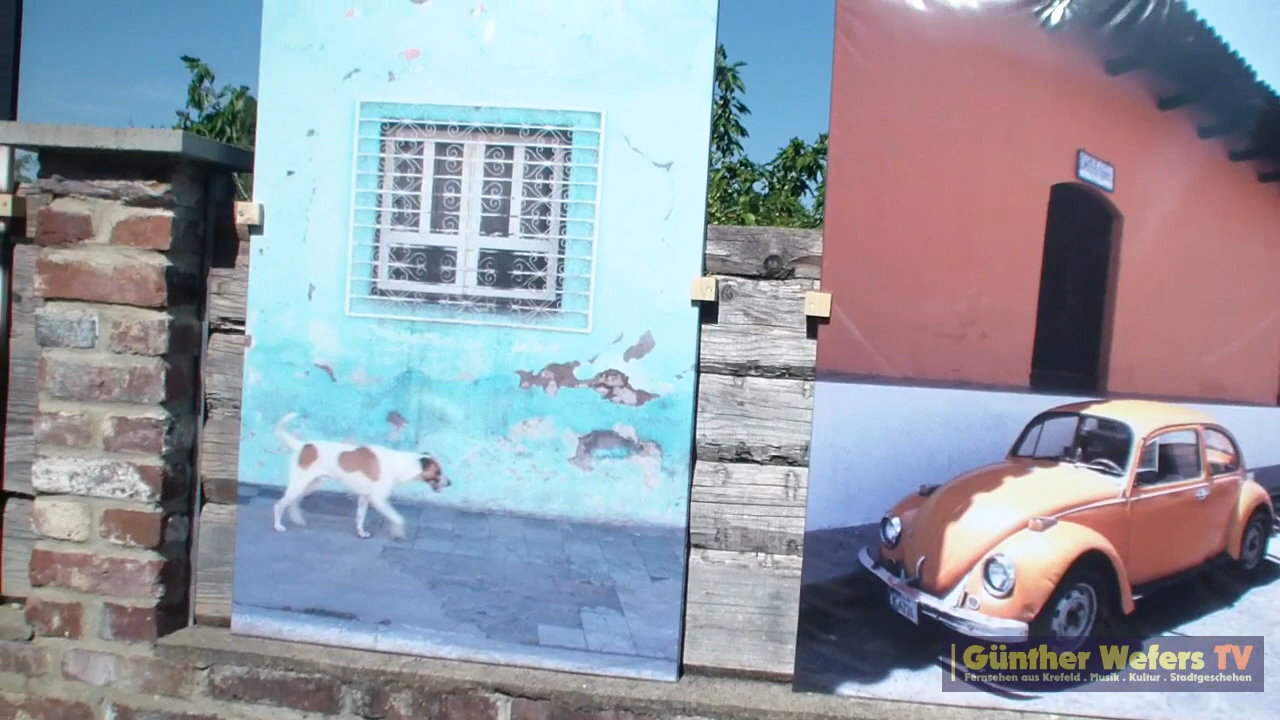 Günther Wefers TV
Fernsehen aus Krefeld . Musik . Kultur . Stadtgeschehen